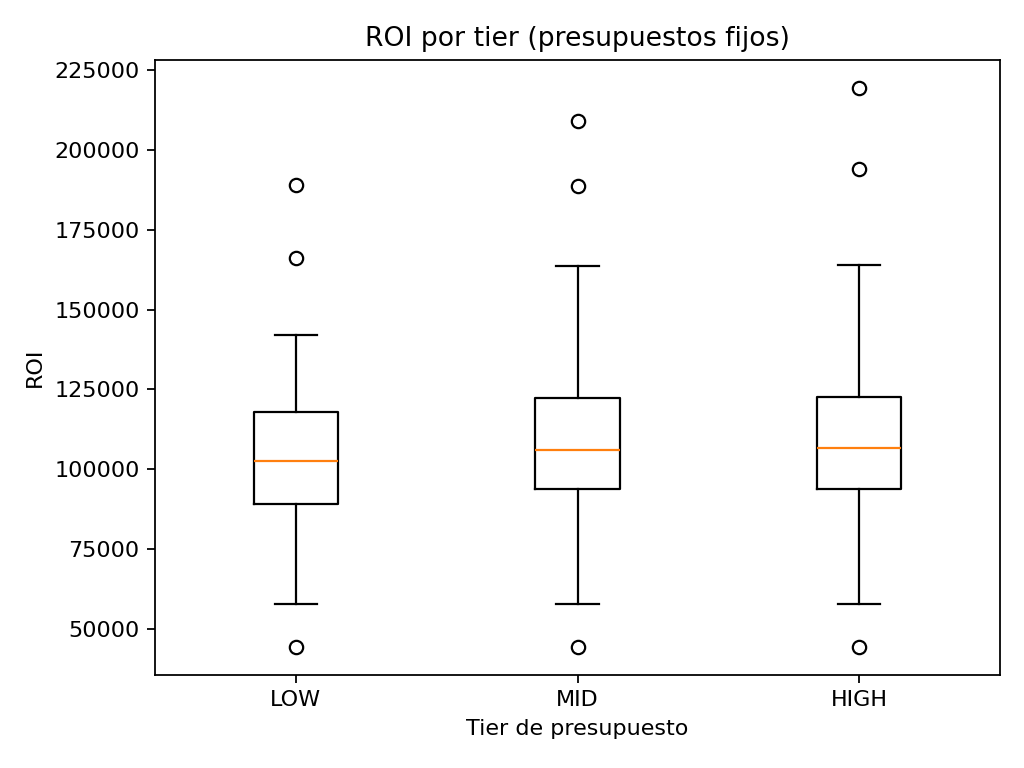 ROI por tier (presupuestos fijos)
225000
200000
175000
150000
125000
100000
75000
50000
ROI
LOW MID HIGH
Tier de presupuesto